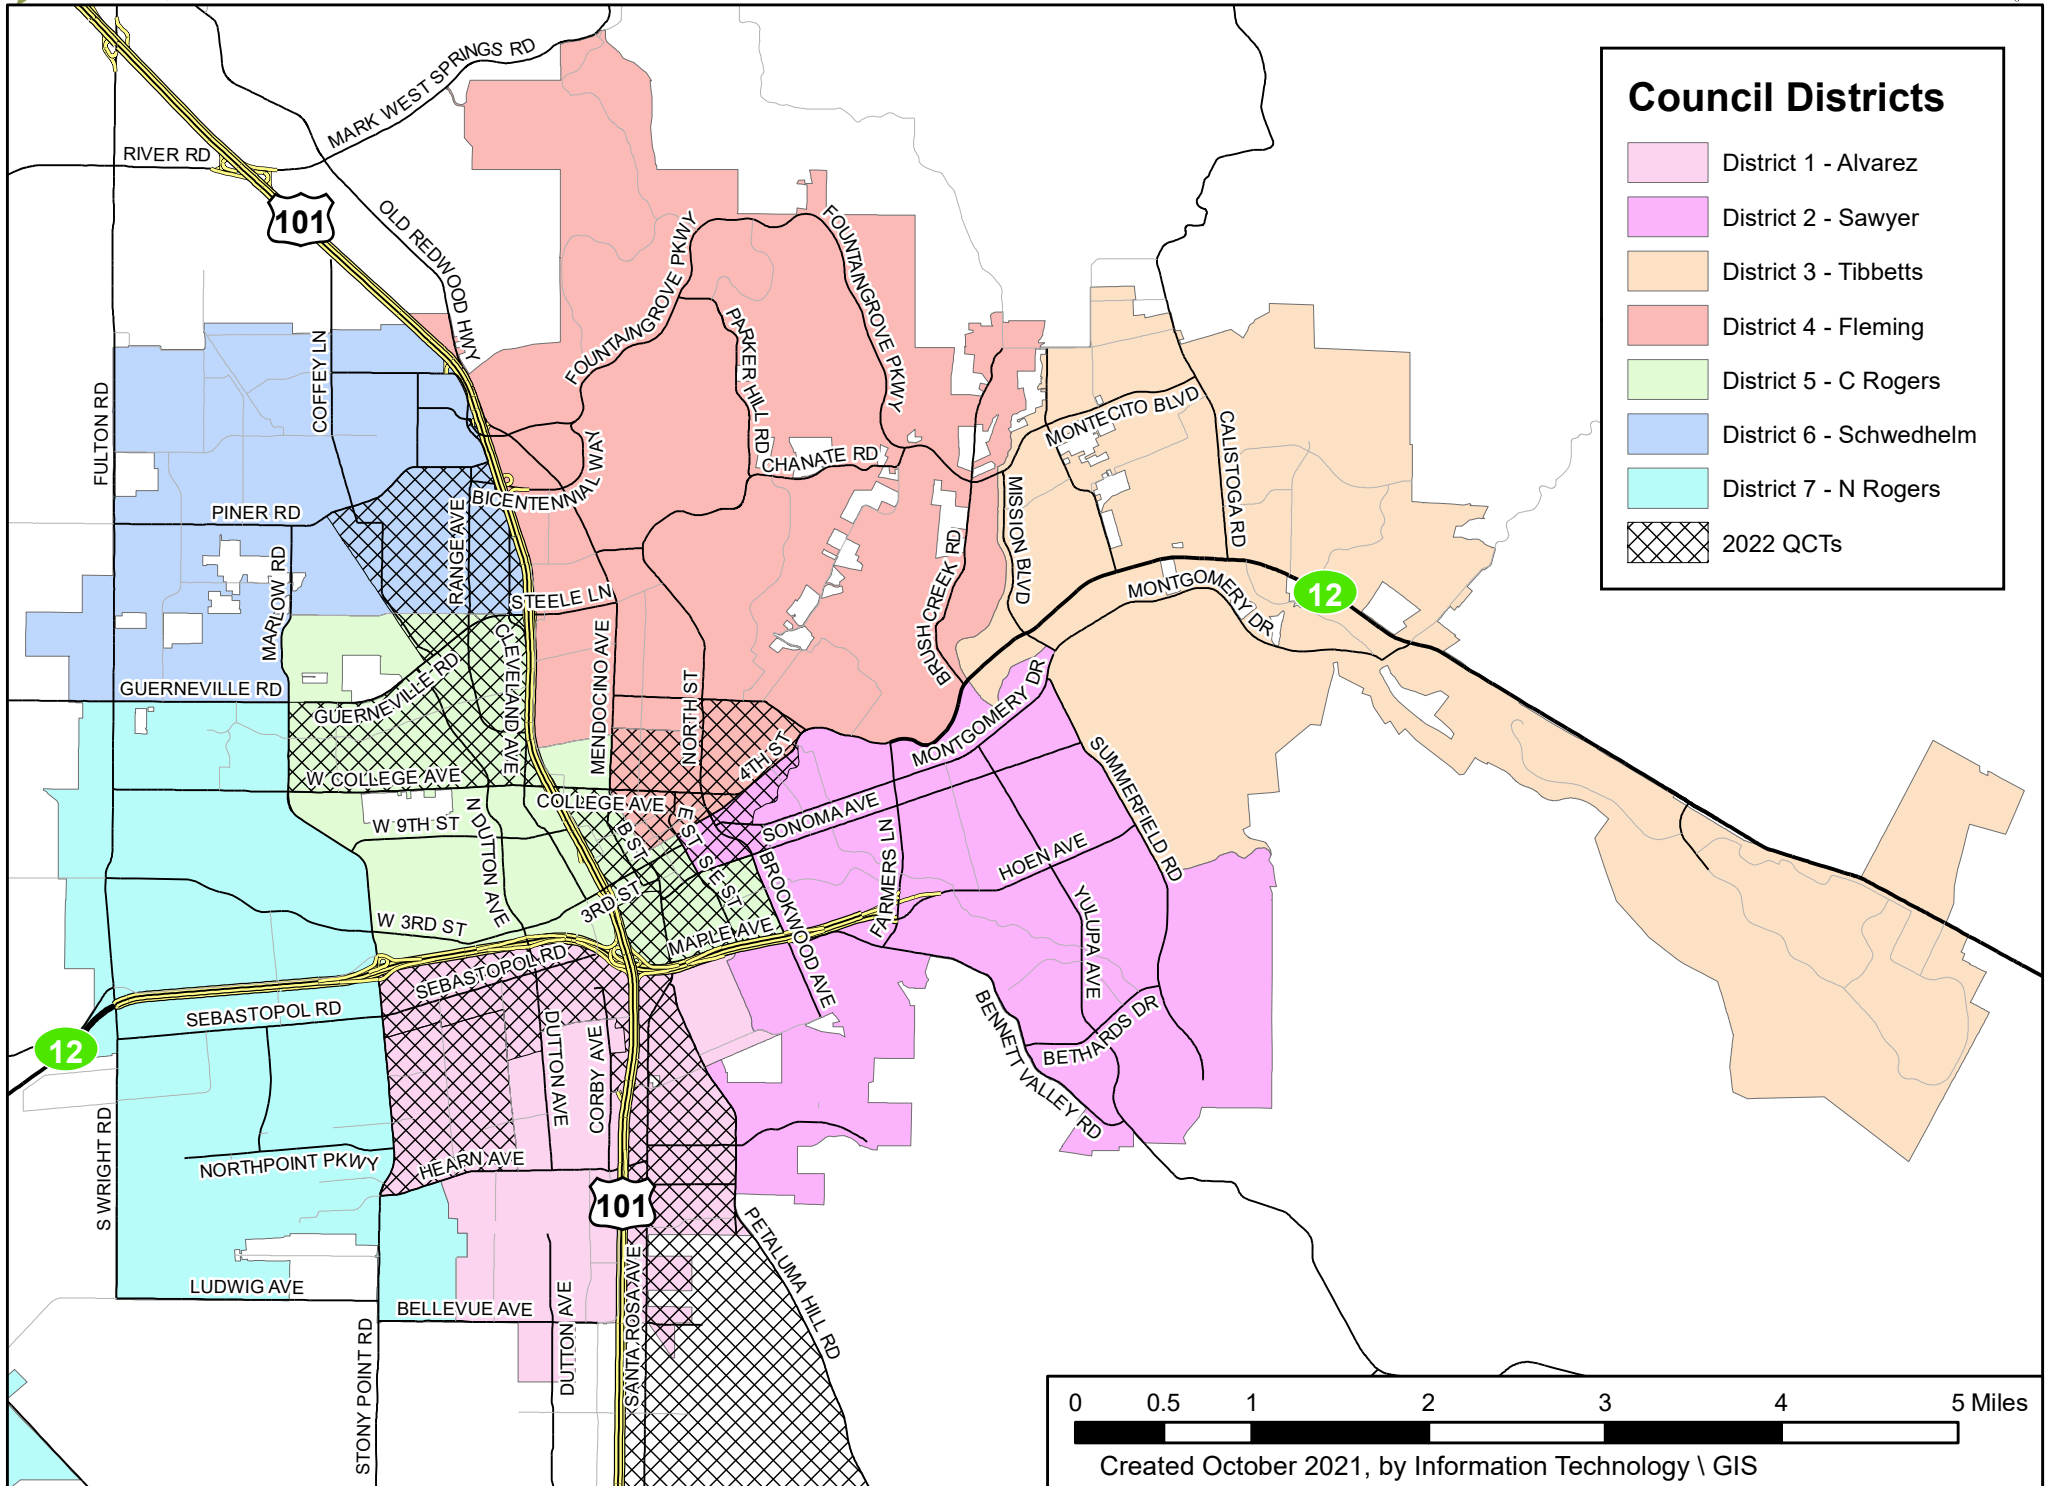 MARK WEST SPRINGS RD
RIVER RD
101
OLD REDWOOD HWY
FOUNTAINGROVE PKWY
FOUNTAINGROVE PKWY
PARKER HILL RD
COFFEY LN
FULTON RD
MONTECITO BLVD
CALISTOGA RD
CHANATE RD
BICENTENNIAL WAY
PINER RD
RANGE AVE
MARLOW RD
MISSION BLVD
BRUSH CREEK RD
STEELE LN
MONTGOMERY DR
12
CLEVELAND AVE
MENDOCINO AVE
GUERNEVILLE RD
GUERNEVILLE RD
NORTH ST
4TH ST
MONTGOMERY DR
SUMMERFIELD RD
W COLLEGE AVE
COLLEGE AVE
N DUTTON AVE
W 9TH ST
B ST
E ST
S E ST
SONOMA AVE
FARMERS LN
HOEN AVE
BROOKWOOD AVE
3RD ST
W 3RD ST
MAPLE AVE
YULUPA AVE
SEBASTOPOL RD
SEBASTOPOL RD
12
DUTTON AVE
CORBY AVE
BENNETT VALLEY RD
BETHARDS DR
S WRIGHT RD
NORTHPOINT PKWY
HEARN AVE
101
PETALUMA HILL RD
SANTA ROSA AVE
LUDWIG AVE
BELLEVUE AVE
DUTTON AVE
STONY POINT RD
Council Districts
District 1 - Alvarez
District 2 - Sawyer
District 3 - Tibbetts
District 4 - Fleming
District 5 - C Rogers
District 6 - Schwedhelm
District 7 - N Rogers
2022 QCTs
0 0.5 1 2 3 4 5 Miles
Created October 2021, by Information Technology \ GIS